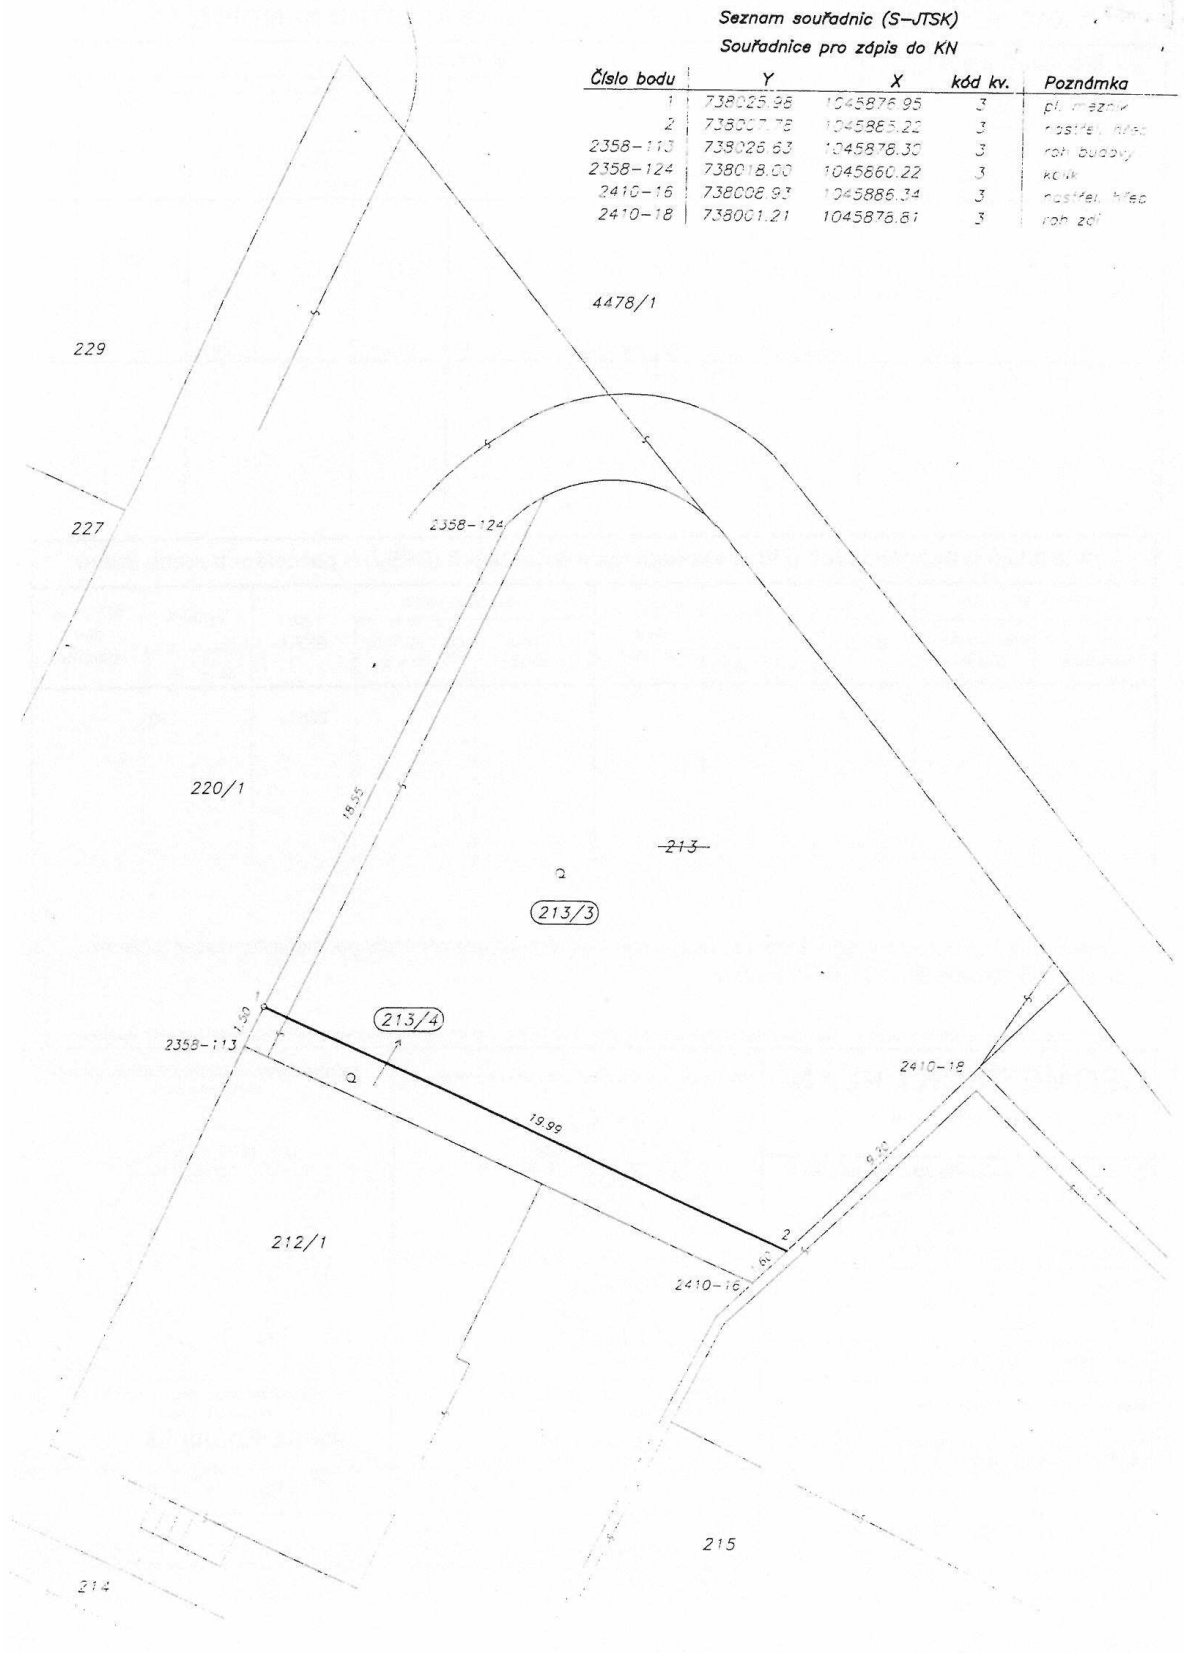 Seznam souřadnic (S-JTSK)
Souřadnice pro zápis do KN
Číslo bodu Y X kód kv. Poznámka
1 738025.98 1045876.95 3 pl. mezník
2 738007.78 1045885.22 3 nastřel. hřeb
2358-113 738026.63 1045878.30 3 roh budovy
2358-124 738018.00 1045860.22 3 kolík
2410-16 738008.93 1045886.34 3 nastřel. hřeb
2410-18 738001.21 1045878.81 3 roh zdi
4478/1
229
2358-124
227
220/1
18.55
213
213/3
1
1.50
213/4
2358-113
2410-18
19.99
9.20
212/1
2
2410-16
215
214